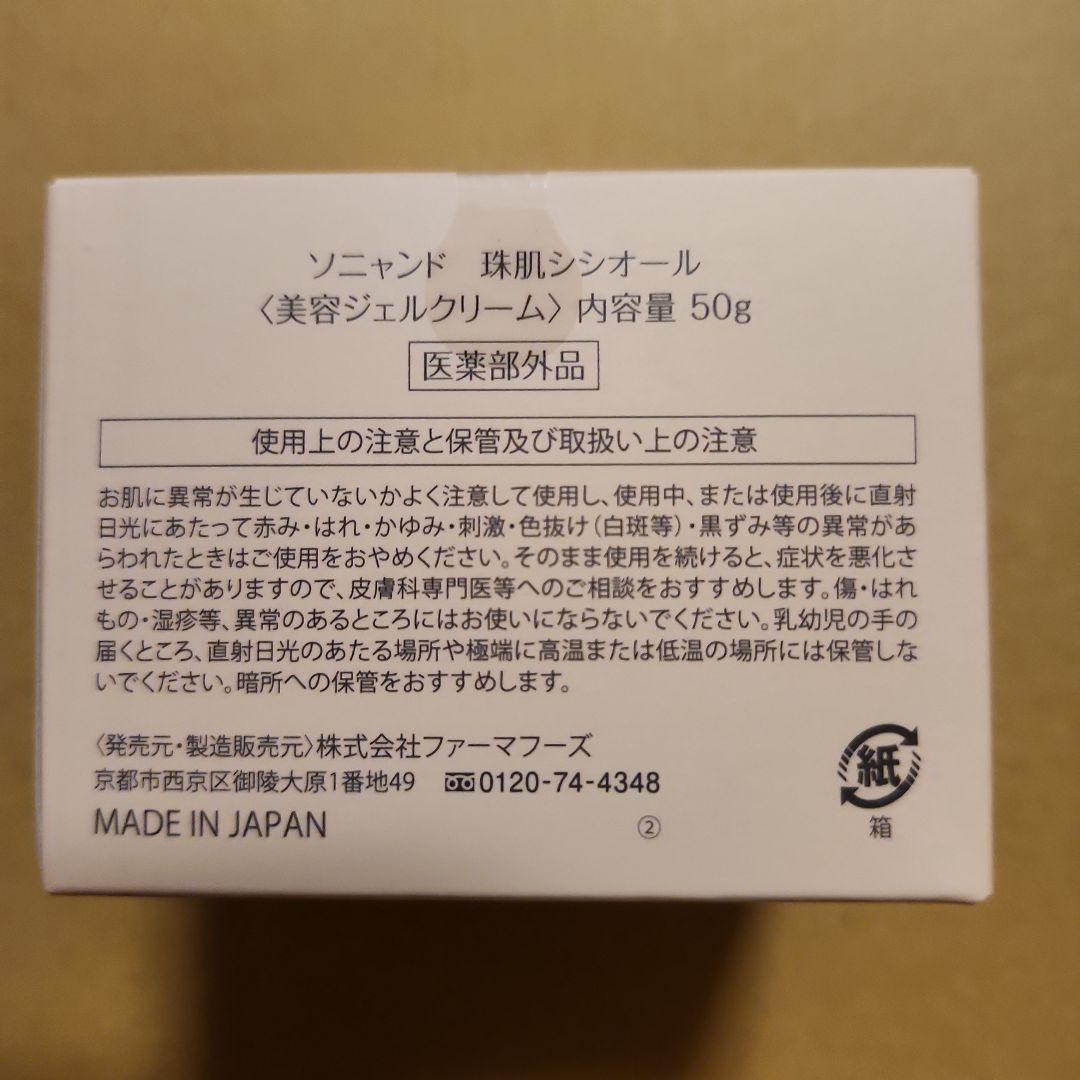 ソニャンド 珠肌シシオール
〈美容ジェルクリーム〉内容量 50g
医薬部外品
使用上の注意と保管及び取扱い上の注意
お肌に異常が生じていないかよく注意して使用し、使用中、または使用後に直射
日光にあたって赤み・はれ・かゆみ・刺激・色抜け(白斑等)・黒ずみ等の異常があ
らわれたときはご使用をおやめください。そのまま使用を続けると、症状を悪化さ
せることがありますので、皮膚科専門医等へのご相談をおすすめします。傷・はれ
もの・湿疹等、異常のあるところにはお使いにならないでください。乳幼児の手の
届くところ、直射日光のあたる場所や極端に高温または低温の場所には保管しな
いでください。暗所への保管をおすすめします。
〈発売元・製造販売元〉株式会社ファーマフーズ
京都市西京区御陵大原1番地49 0120-74-4348
MADE IN JAPAN ②
紙
箱